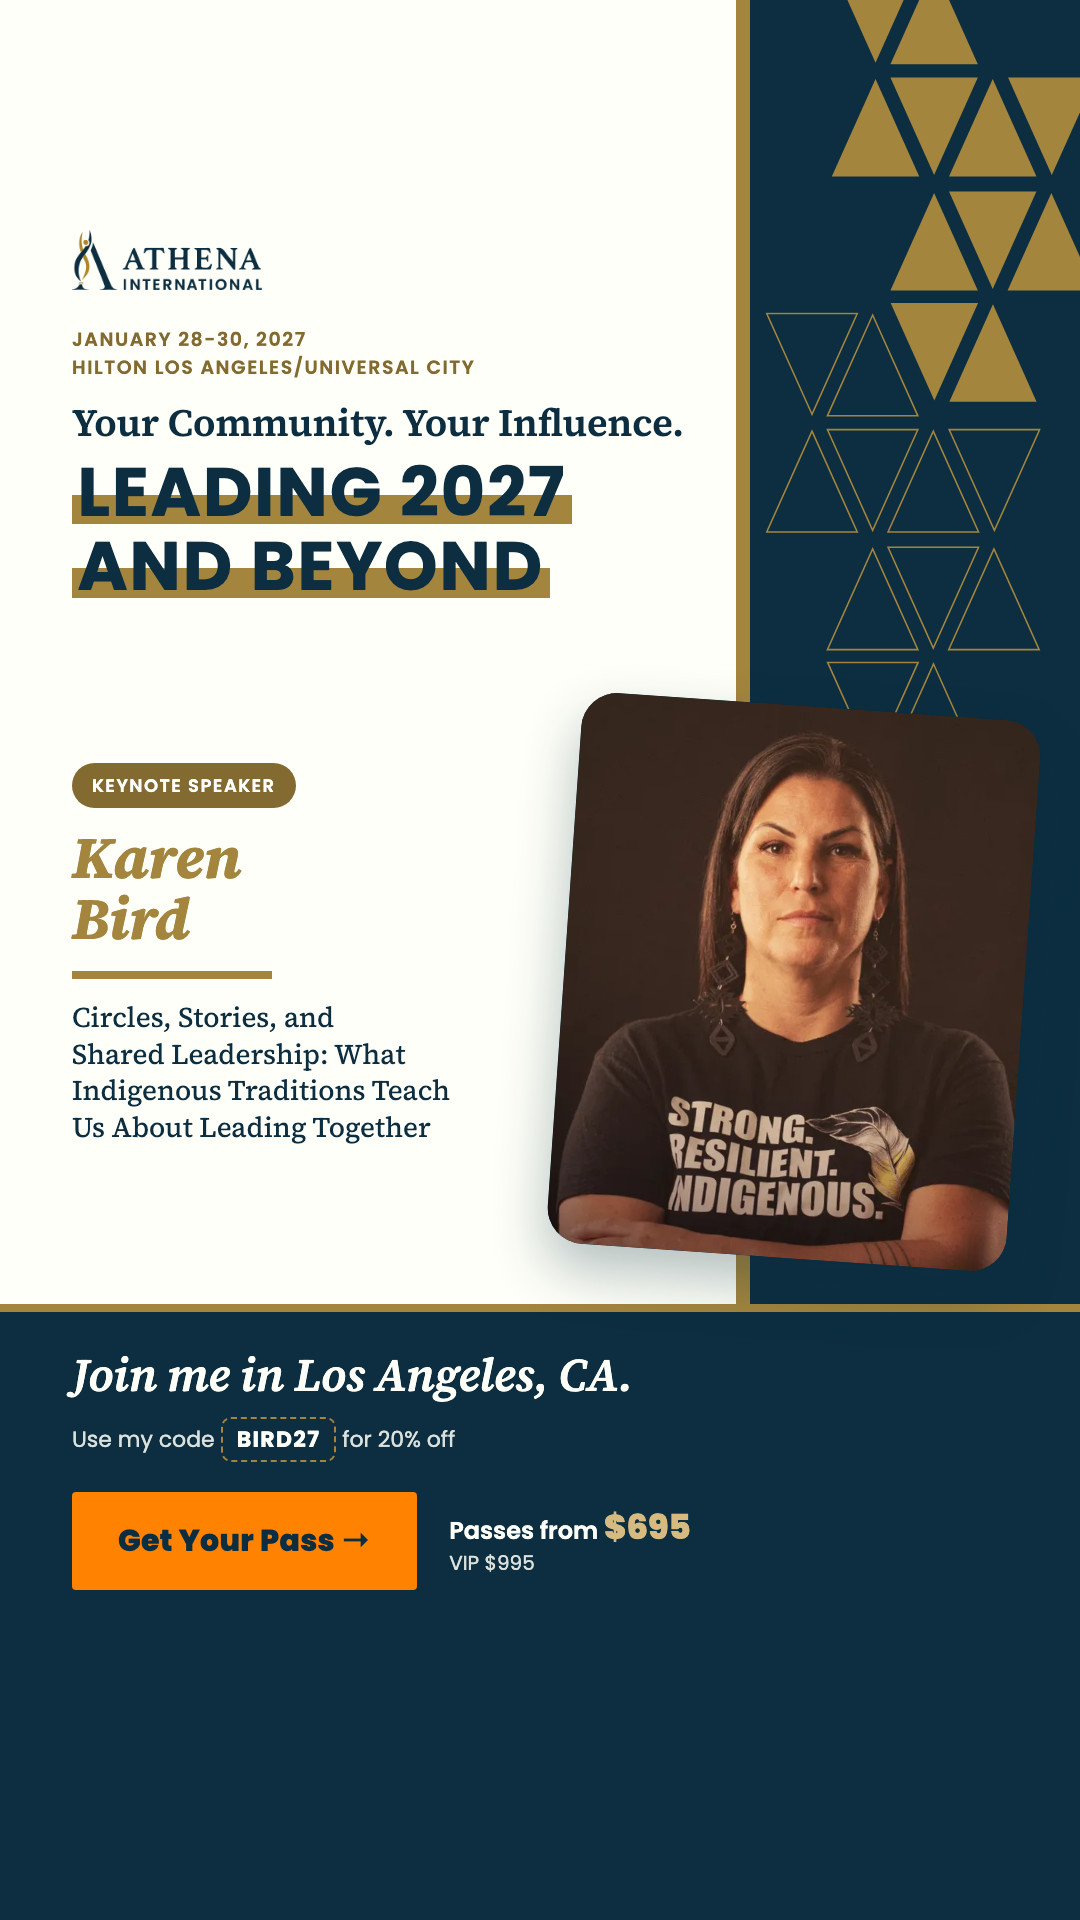 ATHENA
INTERNATIONAL
JANUARY 28-30, 2027
HILTON LOS ANGELES/UNIVERSAL CITY
Your Community. Your Influence.
LEADING 2027
AND BEYOND
KEYNOTE SPEAKER
Karen
Bird
Circles, Stories, and
Shared Leadership: What
Indigenous Traditions Teach
Us About Leading Together
STRONG.
RESILIENT.
INDIGENOUS.
Join me in Los Angeles, CA.
Use my code BIRD27 for 20% off
Get Your Pass →
Passes from $695
VIP $995